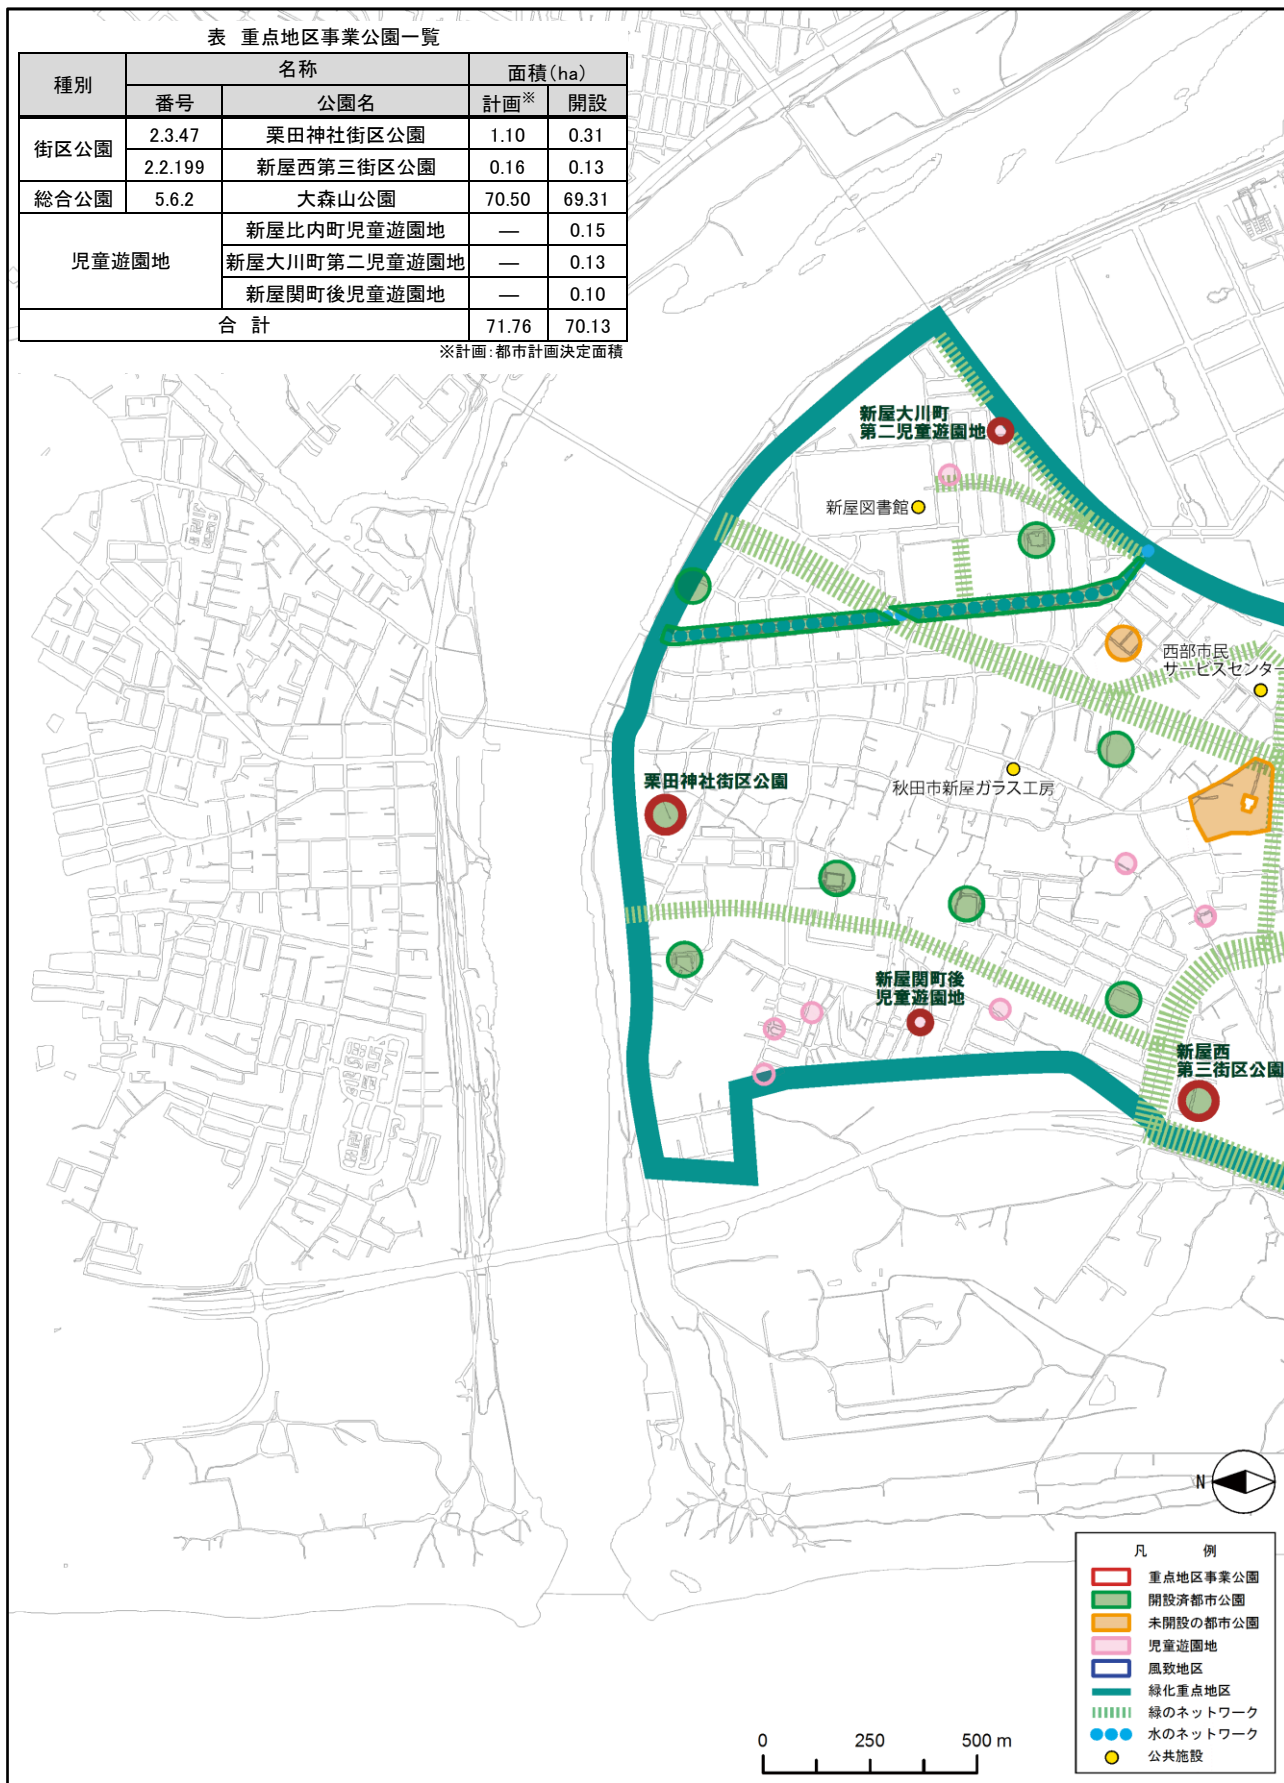 表 重点地区事業公園一覧
種別 名称 面積(ha)
番号 公園名 計画※ 開設
街区公園 2.3.47 栗田神社街区公園 1.10 0.31
2.2.199 新屋西第三街区公園 0.16 0.13
総合公園 5.6.2 大森山公園 70.50 69.31
児童遊園地 新屋比内町児童遊園地 — 0.15
新屋大川町第二児童遊園地 — 0.13
新屋関町後児童遊園地 — 0.10
合 計 71.76 70.13
※計画:都市計画決定面積
新屋大川町
第二児童遊園地
新屋図書館
西部市民
サービスセンター
秋田市新屋ガラス工房
栗田神社街区公園
新屋関町後
児童遊園地
新屋西
第三街区公園
N
凡 例
重点地区事業公園
開設済都市公園
未開設の都市公園
児童遊園地
風致地区
緑化重点地区
緑のネットワーク
水のネットワーク
公共施設
0 250 500 m